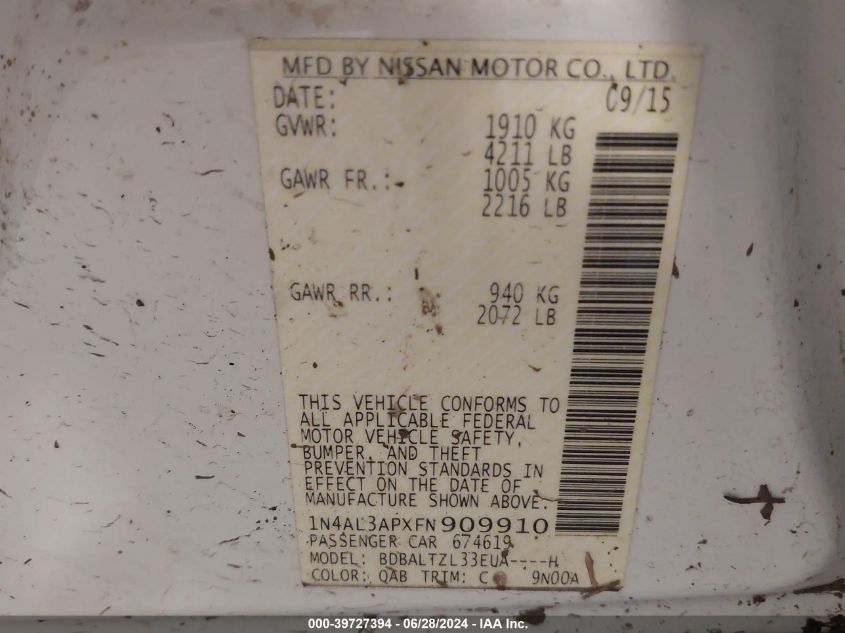 MFD BY NISSAN MOTOR CO., LTD.
DATE: 09/15
GVWR: 1910 KG
4211 LB
GAWR FR.: 1005 KG
2216 LB
GAWR RR.: 940 KG
2072 LB
THIS VEHICLE CONFORMS TO
ALL APPLICABLE FEDERAL
MOTOR VEHICLE SAFETY,
BUMPER, AND THEFT
PREVENTION STANDARDS IN
EFFECT ON THE DATE OF
MANUFACTURE SHOWN ABOVE.
1N4AL3APXFN909910
PASSENGER CAR 674619
MODEL: BDBALTZL33EUA----H
COLOR: QAB TRIM: C 9N00A
000-39727394 - 06/28/2024 - IAA Inc.